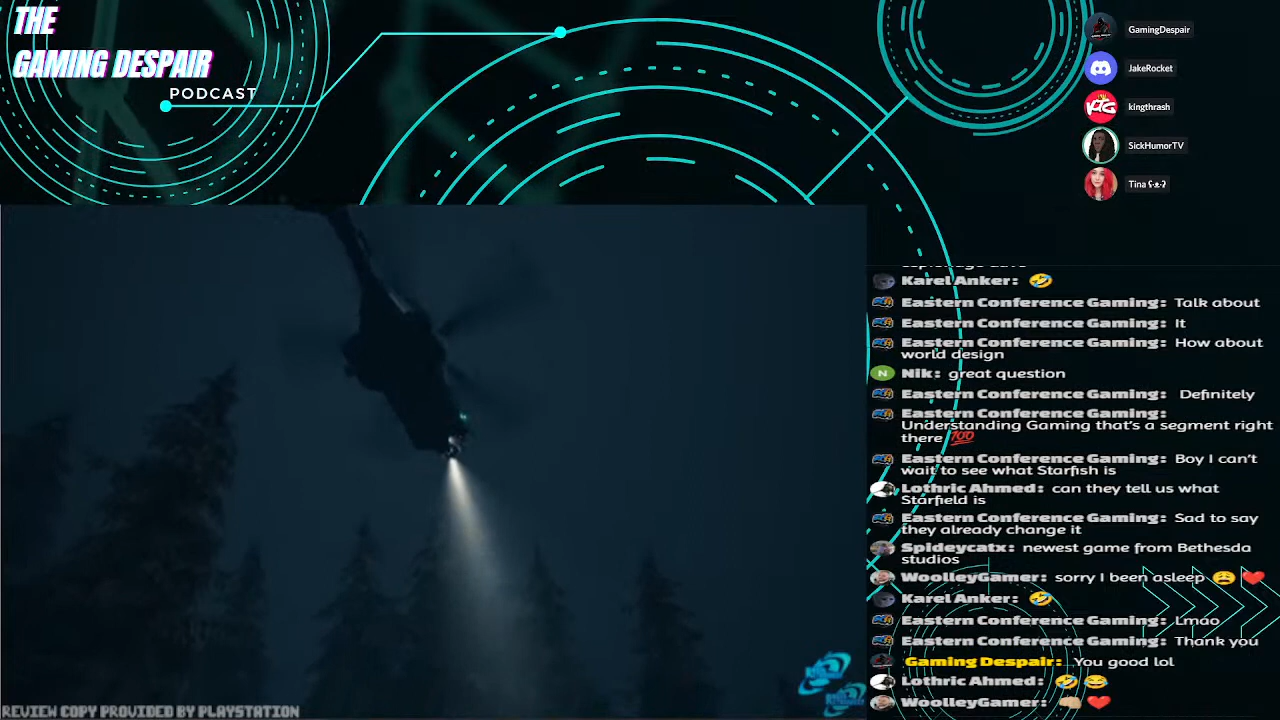 THE
GAMING DESPAIR
PODCAST
GamingDespair
JakeRocket
kingthrash
SickHumorTV
Tina ʕ·ᴥ·ʔ
Karel Anker: 🤣
Eastern Conference Gaming: Talk about
Eastern Conference Gaming: It
Eastern Conference Gaming: How about
world design
N Nik: great question
Eastern Conference Gaming: Definitely
Eastern Conference Gaming:
Understanding Gaming that's a segment right
there 💯
Eastern Conference Gaming: Boy I can't
wait to see what Starfish is
Lothric Ahmed: can they tell us what
Starfield is
Eastern Conference Gaming: Sad to say
they already change it
Spideycatx: newest game from Bethesda
studios
WoolleyGamer: sorry I been asleep 😩 ❤️
Karel Anker: 🤣
Eastern Conference Gaming: Lmao
Eastern Conference Gaming: Thank you
Gaming Despair: You good lol
Lothric Ahmed: 🤣 😂
WoolleyGamer: 👊🏼 ❤️
REVIEW COPY PROVIDED BY PLAYSTATION